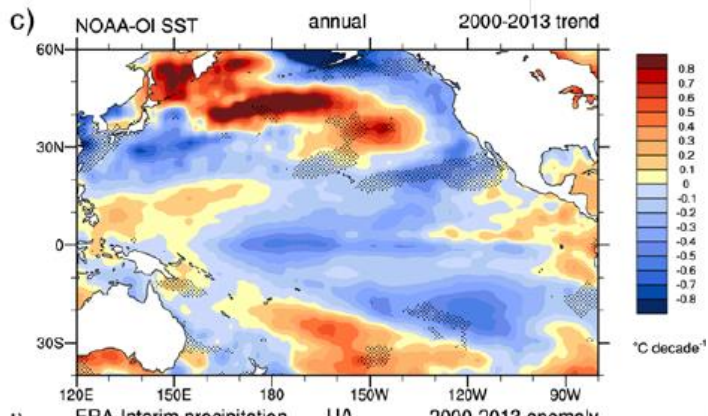 c) NOAA-OI SST annual 2000-2013 trend
60N
30N
0
30S
120E 150E 180 150W 120W 90W
0.8
0.7
0.6
0.5
0.4
0.3
0.2
0.1
0
-0.1
-0.2
-0.3
-0.4
-0.5
-0.6
-0.7
-0.8
°C decade⁻¹
ERA-Interim precipitation 2000-2013 anomaly